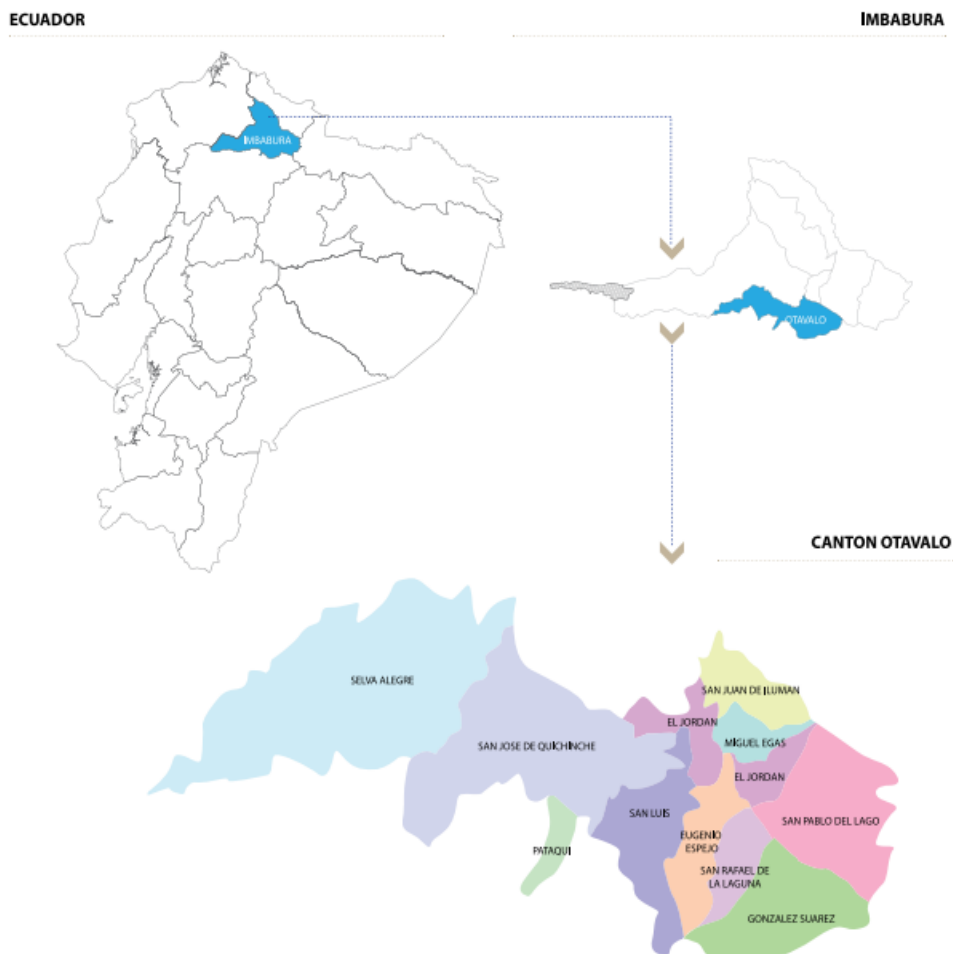 ECUADOR
IMBABURA
IMBABURA
OTAVALO
CANTON OTAVALO
SELVA ALEGRE
SAN JUAN DE ILUMAN
EL JORDAN
SAN JOSE DE QUICHINCHE
MIGUEL EGAS
EL JORDAN
SAN LUIS
SAN PABLO DEL LAGO
EUGENIO
ESPEJO
PATAQUI
SAN RAFAEL DE
LA LAGUNA
GONZALEZ SUAREZ